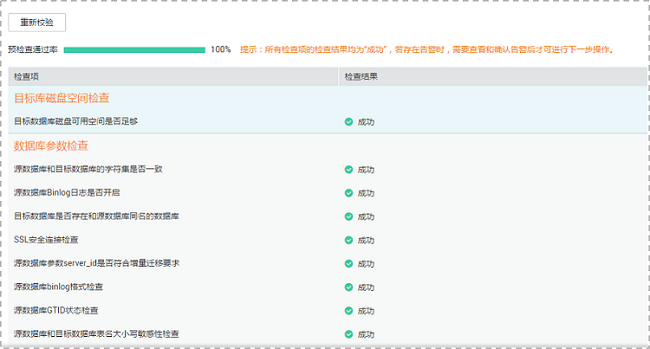 重新校验
预检查通过率 100% 提示：所有检查项的检查结果均为“成功”，若存在告警时，需要查看和确认告警后才可进行下一步操作。
检查项 检查结果
目标库磁盘空间检查
目标数据库磁盘可用空间是否足够 成功
数据库参数检查
源数据库和目标数据库的字符集是否一致 成功
源数据库Binlog日志是否开启 成功
目标数据库是否存在和源数据库同名的数据库 成功
SSL安全连接检查 成功
源数据库参数server_id是否符合增量迁移要求 成功
源数据库binlog格式检查 成功
源数据库GTID状态检查 成功
源数据库和目标数据库表名大小写敏感性检查 成功